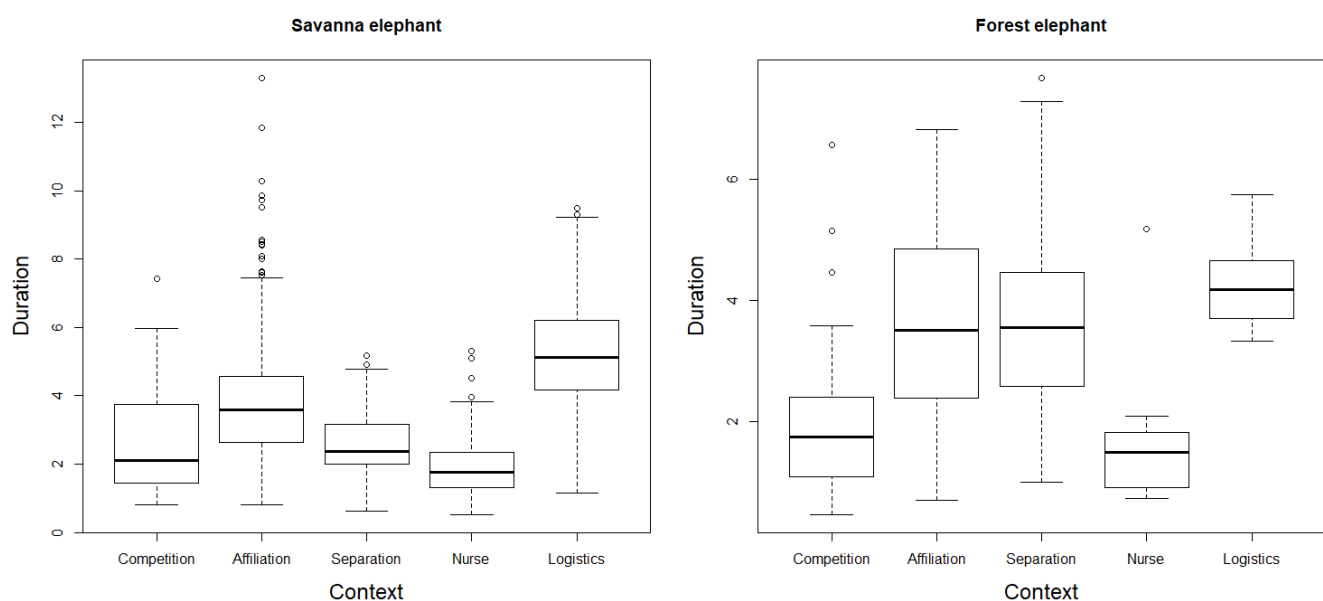 Savanna elephant
Duration
12
10
8
6
4
2
0
Competition Affiliation Separation Nurse Logistics
Context
Forest elephant
Duration
6
4
2
Competition Affiliation Separation Nurse Logistics
Context